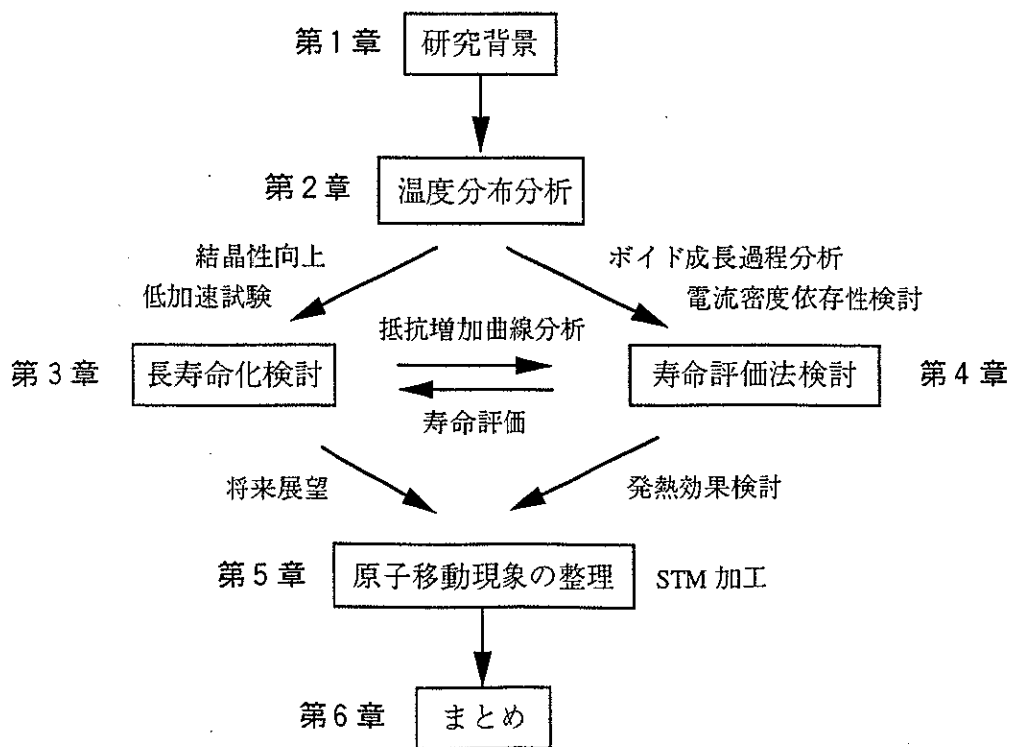 第1章 研究背景
第2章 温度分布分析
結晶性向上
低加速試験
ボイド成長過程分析
電流密度依存性検討
抵抗増加曲線分析
第3章 長寿命化検討
寿命評価法検討 第4章
寿命評価
将来展望
発熱効果検討
第5章 原子移動現象の整理 STM 加工
第6章 まとめ